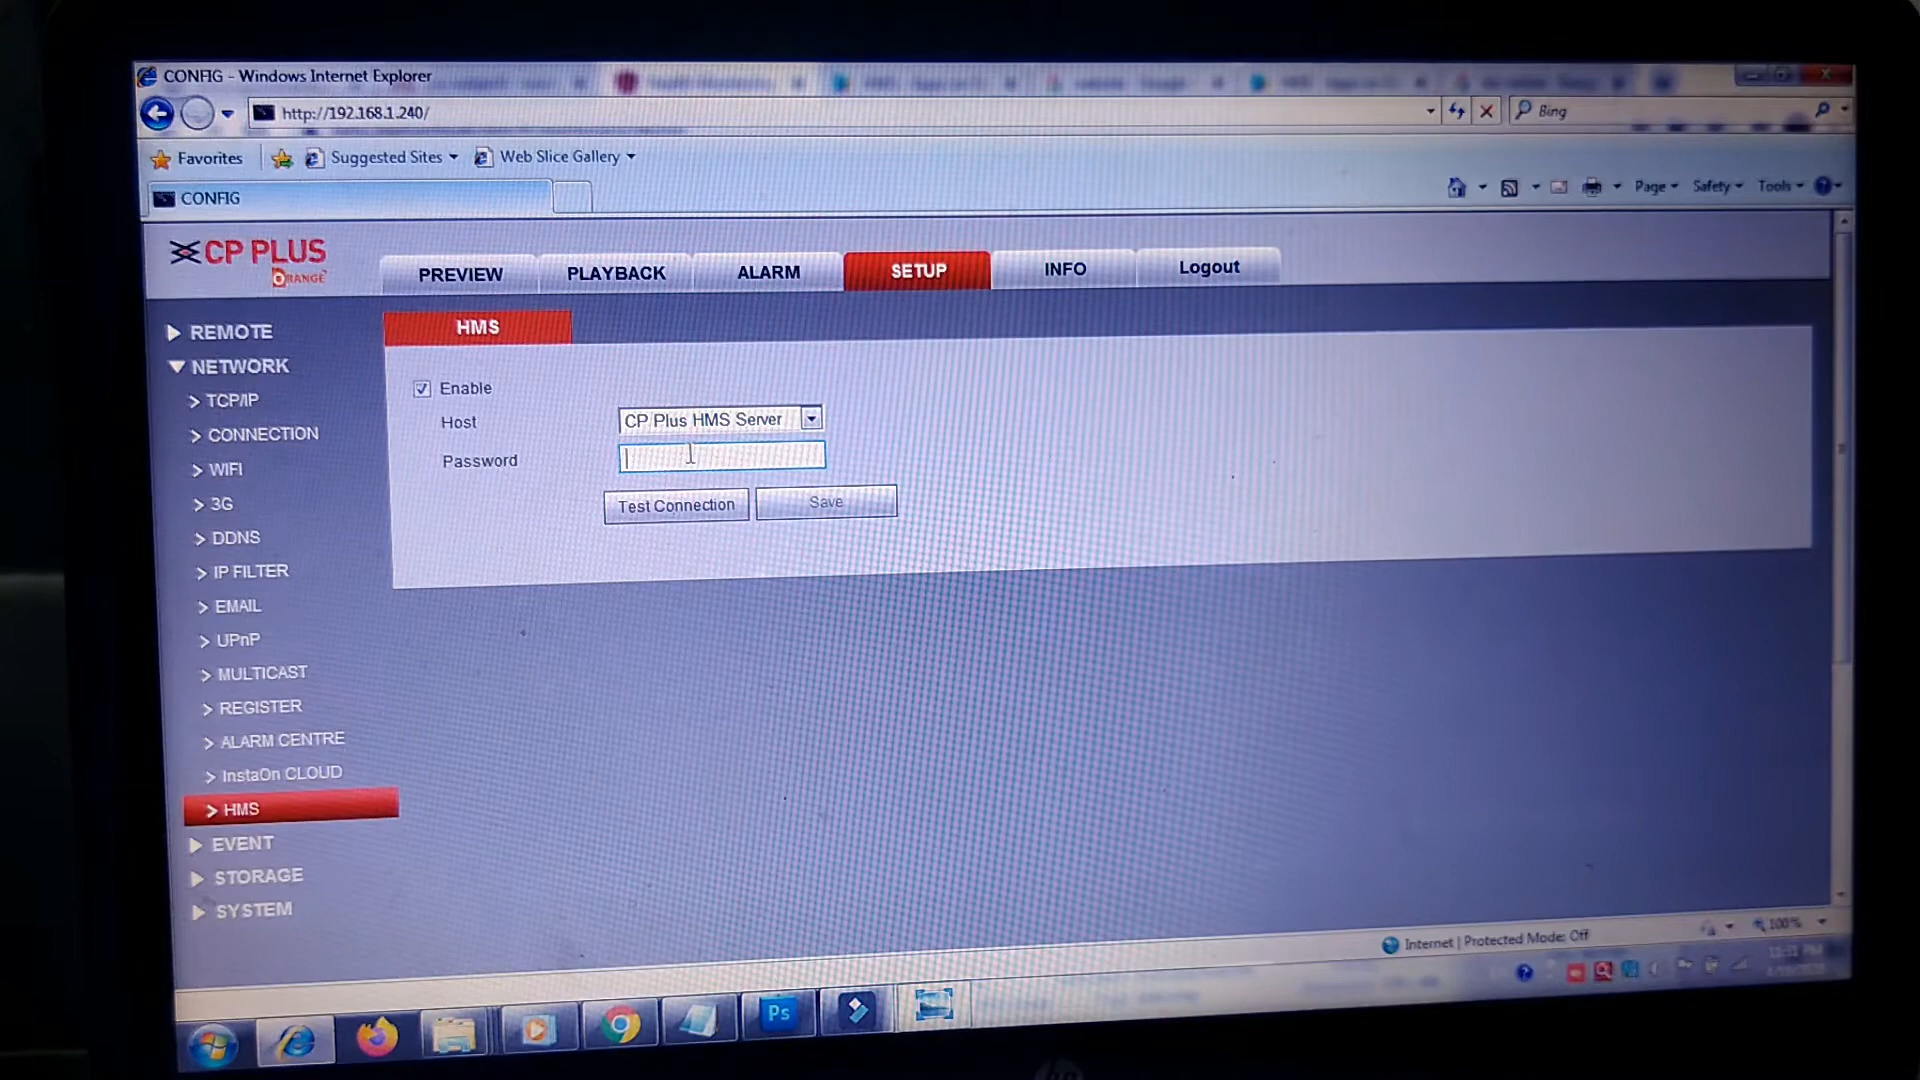 CONFIG - Windows Internet Explorer
http://192.168.1.240/
Bing
Favorites
Suggested Sites
Web Slice Gallery
CONFIG
Page
Safety
Tools
CP PLUS
ORANGE
PREVIEW
PLAYBACK
ALARM
SETUP
INFO
Logout
REMOTE
NETWORK
> TCP/IP
> CONNECTION
> WIFI
> 3G
> DDNS
> IP FILTER
> EMAIL
> UPnP
> MULTICAST
> REGISTER
> ALARM CENTRE
> InstaOn CLOUD
> HMS
EVENT
STORAGE
SYSTEM
HMS
Enable
Host
CP Plus HMS Server
Password
Test Connection
Save
Internet | Protected Mode: Off
100%
Ps